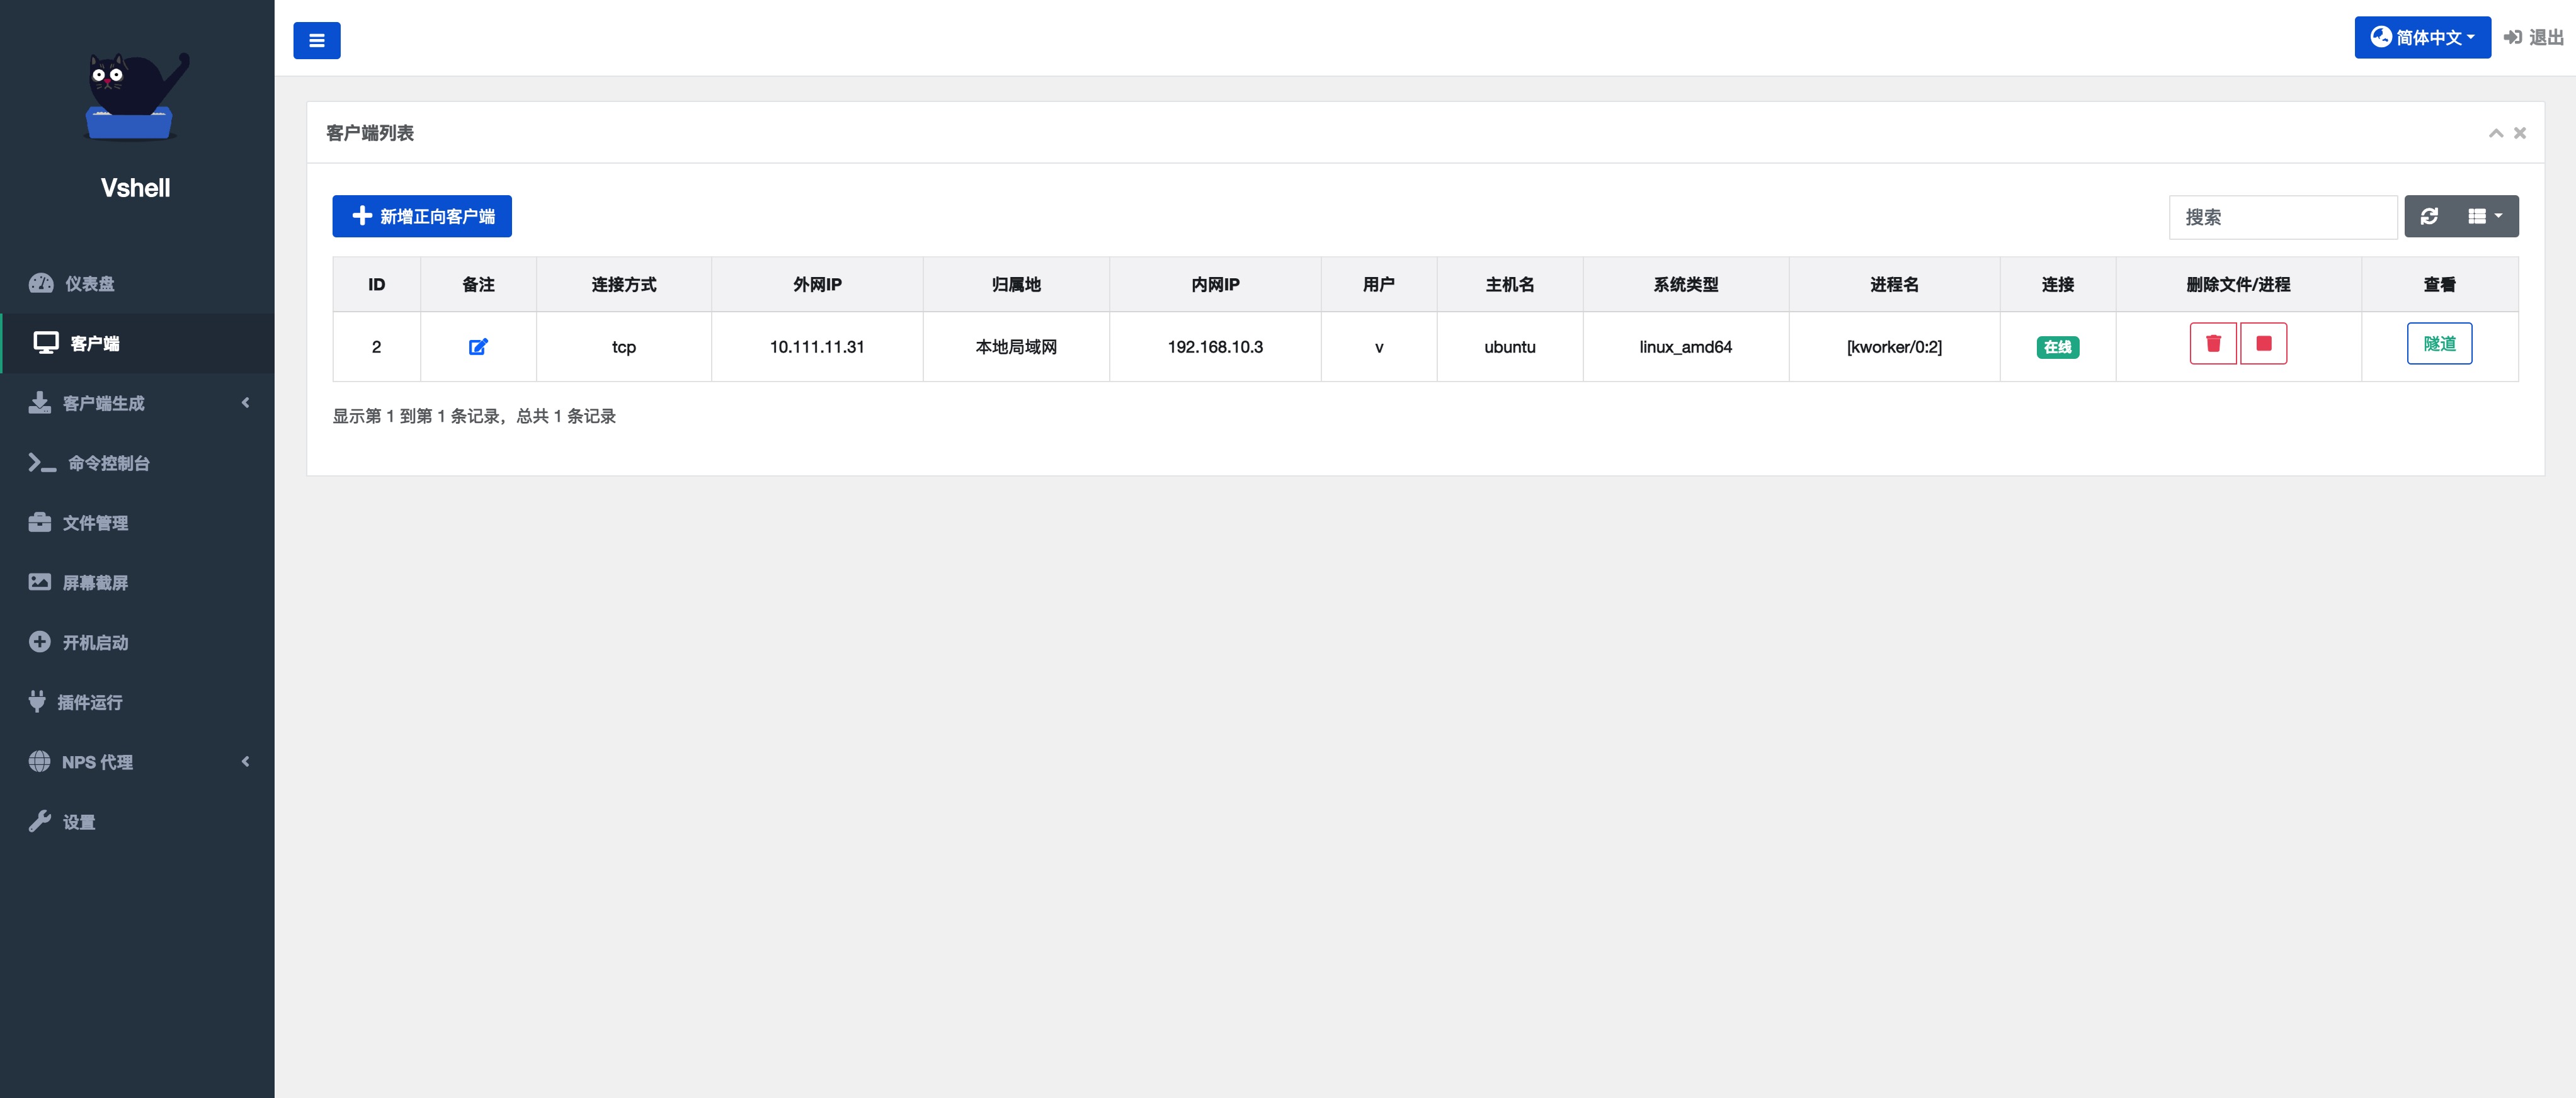 简体中文
退出
Vshell
仪表盘
客户端
客户端生成
命令控制台
文件管理
屏幕截屏
开机启动
插件运行
NPS 代理
设置
客户端列表
新增正向客户端
搜索
ID 备注 连接方式 外网IP 归属地 内网IP 用户 主机名 系统类型 进程名 连接 删除文件/进程 查看
2 tcp 10.111.11.31 本地局域网 192.168.10.3 v ubuntu linux_amd64 [kworker/0:2] 在线 隧道
显示第 1 到第 1 条记录，总共 1 条记录